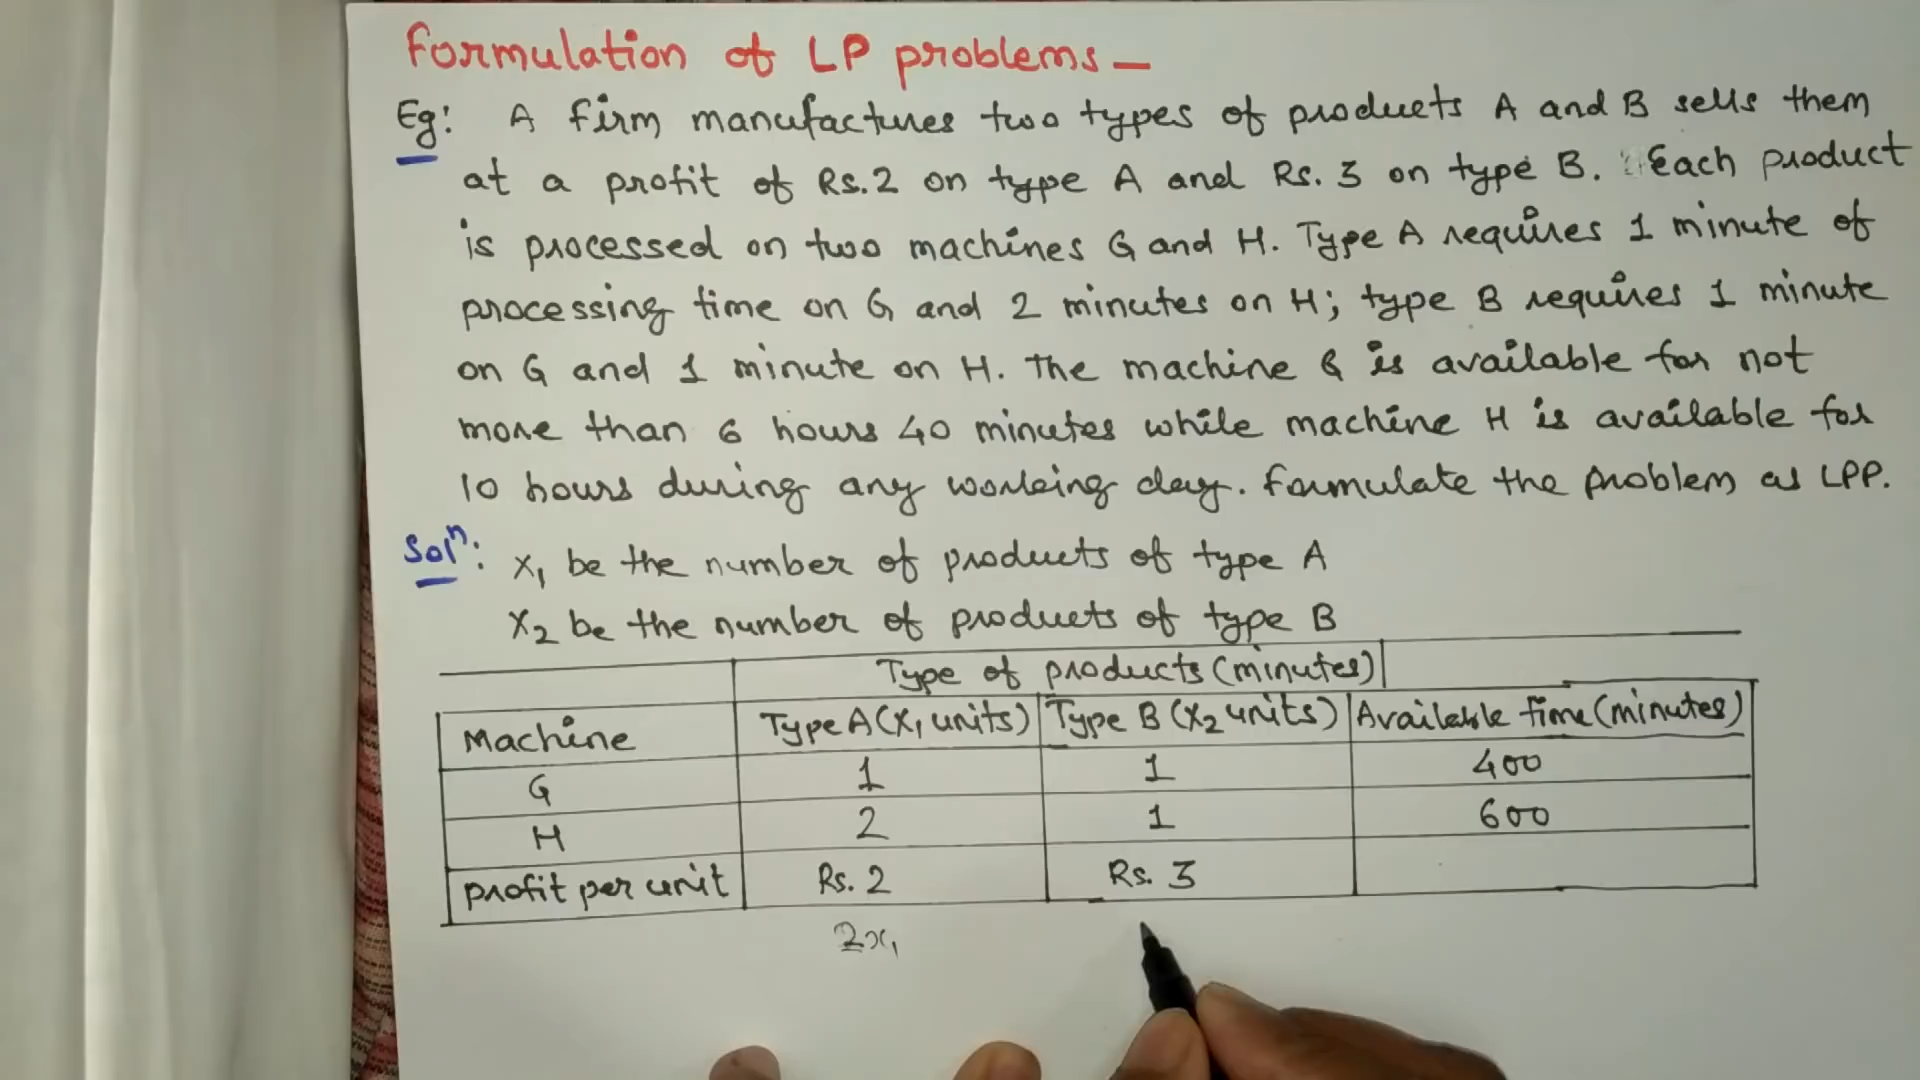 Formulation of LP problems –
Eg: A firm manufactures two types of products A and B sells them
at a profit of Rs.2 on type A and Rs. 3 on type B. Each product
is processed on two machines G and H. Type A requires 1 minute of
processing time on G and 2 minutes on H; type B requires 1 minute
on G and 1 minute on H. The machine G is available for not
more than 6 hours 40 minutes while machine H is available for
10 hours during any working day. Formulate the problem as LPP.
Solⁿ: X₁ be the number of products of type A
X₂ be the number of products of type B
Type of products (minutes)
Machine Type A (X₁ units) Type B (X₂ units) Available time (minutes)
G 1 1 400
H 2 1 600
profit per unit Rs. 2 Rs. 3
2x₁